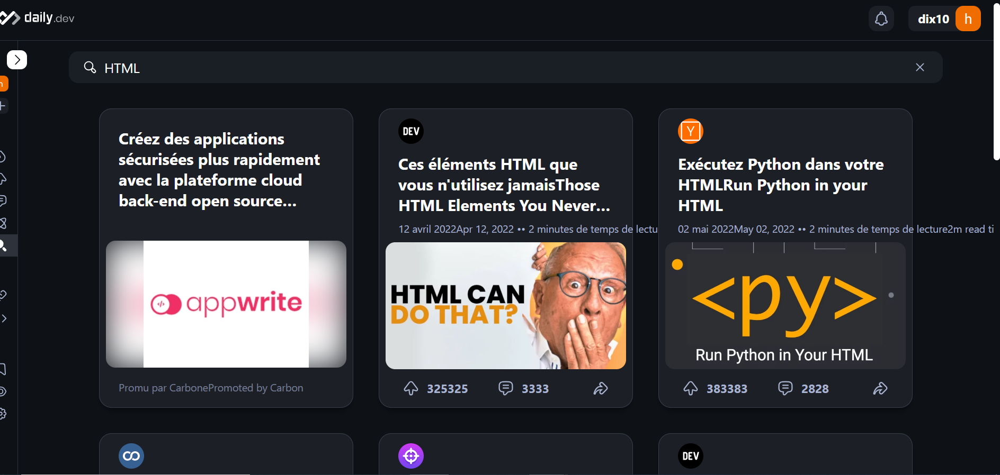 daily.dev
dix10
h
HTML
Créez des applications
sécurisées plus rapidement
avec la plateforme cloud
back-end open source...
appwrite
Promu par CarbonePromoted by Carbon
DEV
Ces éléments HTML que
vous n'utilisez jamaisThose
HTML Elements You Never...
12 avril 2022Apr 12, 2022 •• 2 minutes de temps de lectu
HTML CAN
DO THAT?
325325
3333
Y
Exécutez Python dans votre
HTMLRun Python in your
HTML
02 mai 2022May 02, 2022 •• 2 minutes de temps de lecture2m read ti
<py>
Run Python in Your HTML
383383
2828
DEV